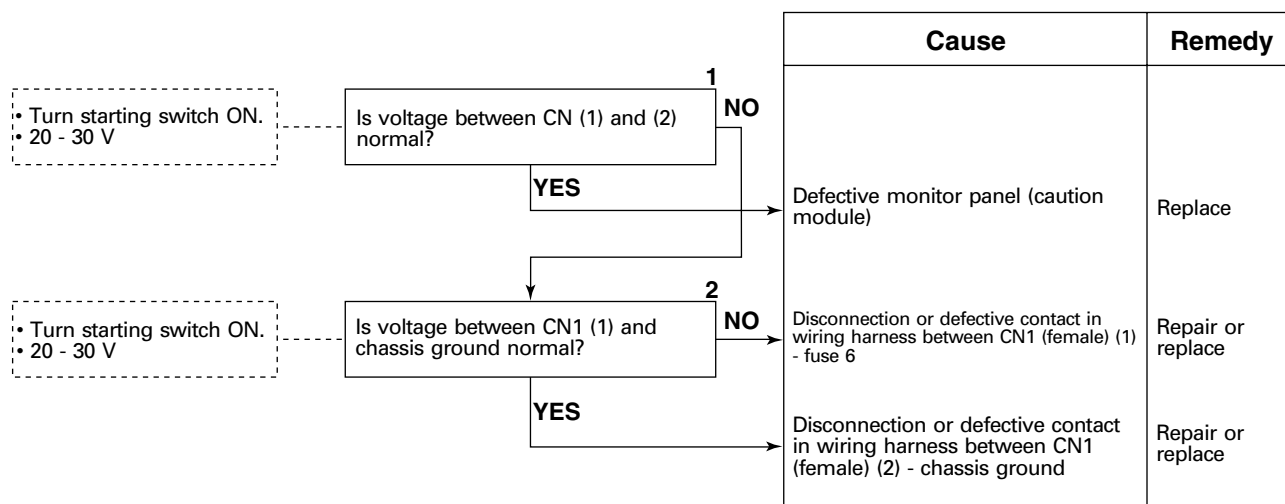 Cause
Remedy
1
• Turn starting switch ON.
• 20 - 30 V
Is voltage between CN (1) and (2)
normal?
NO
YES
Defective monitor panel (caution
module)
Replace
2
• Turn starting switch ON.
• 20 - 30 V
Is voltage between CN1 (1) and
chassis ground normal?
NO
Disconnection or defective contact in
wiring harness between CN1 (female) (1)
- fuse 6
Repair or
replace
YES
Disconnection or defective contact
in wiring harness between CN1
(female) (2) - chassis ground
Repair or
replace